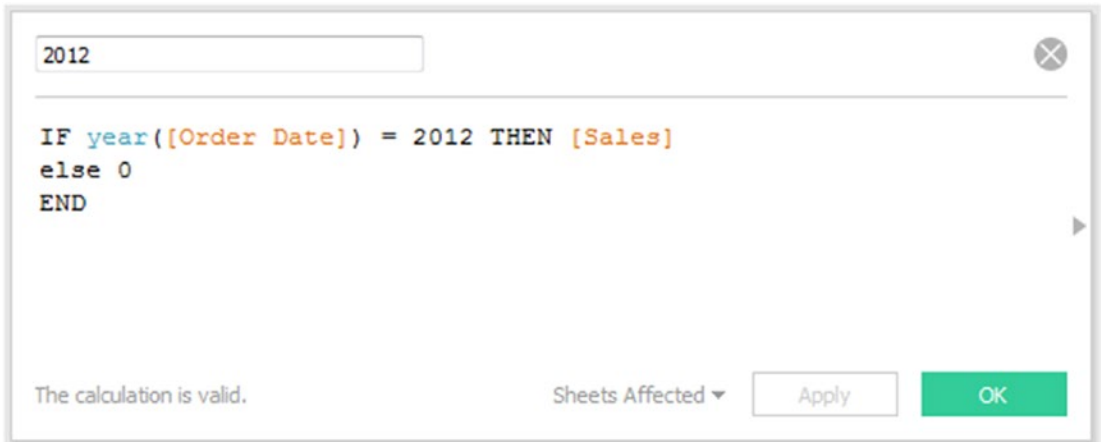 2012
IF year([Order Date]) = 2012 THEN [Sales]
else 0
END
The calculation is valid.
Sheets Affected
Apply
OK